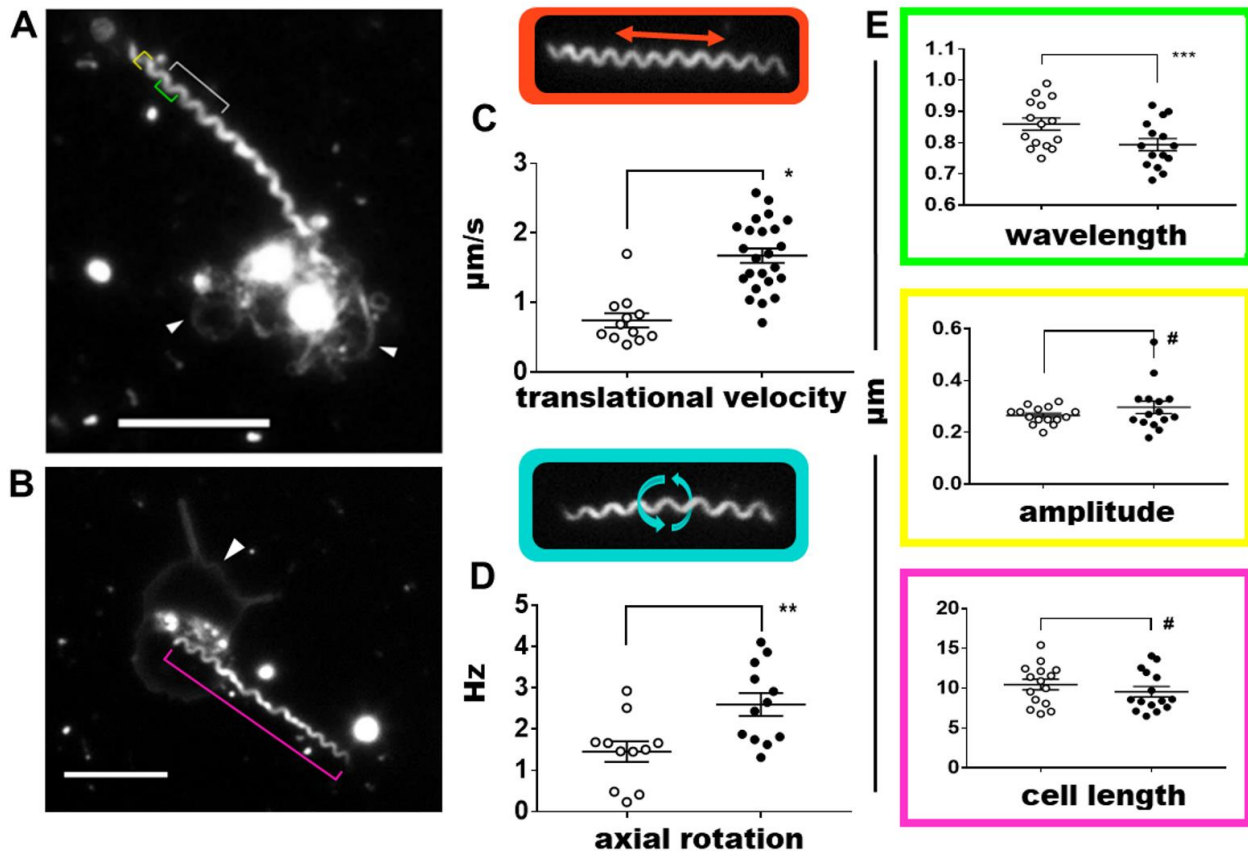 A
B
C
µm/s
3
2
1
0
*
translational velocity
D
Hz
5
4
3
2
1
0
**
axial rotation
µm
E
1.1
1.0
0.9
0.8
0.7
0.6
***
wavelength
0.6
0.4
0.2
0.0
#
amplitude
20
15
10
5
0
#
cell length